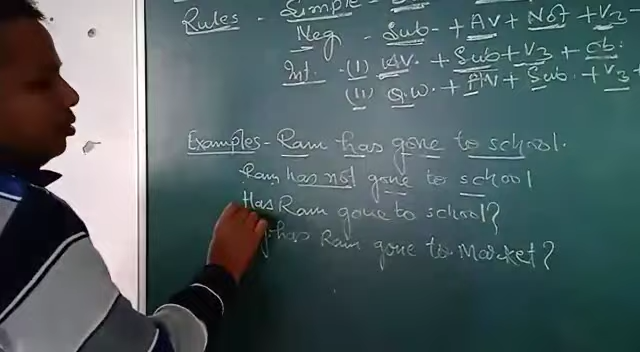 Rules - Simple -
Neg - Sub- + AV + Not + V3 -
Int. - (I) AV. + Sub + V3 + ob.
(II) Q.W. + AV + Sub. + V3 +
Examples - Ram has gone to school.
Ram has not gone to school
Has Ram gone to school?
has Ram gone to Market?